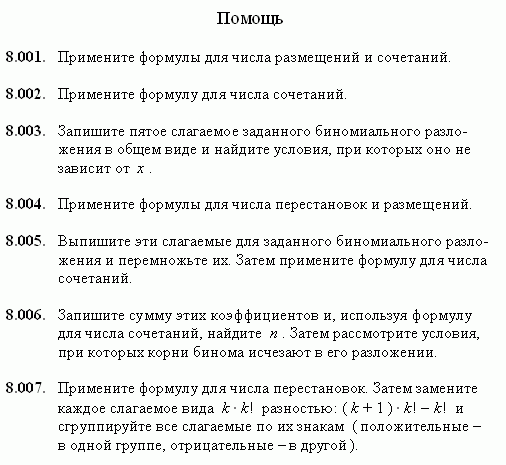 Помощь
8.001. Примените формулы для числа размещений и сочетаний.
8.002. Примените формулу для числа сочетаний.
8.003. Запишите пятое слагаемое заданного биномиального разло-
жения в общем виде и найдите условия, при которых оно не
зависит от x .
8.004. Примените формулы для числа перестановок и размещений.
8.005. Выпишите эти слагаемые для заданного биномиального разло-
жения и перемножьте их. Затем примените формулу для числа
сочетаний.
8.006. Запишите сумму этих коэффициентов и, используя формулу
для числа сочетаний, найдите n . Затем рассмотрите условия,
при которых корни бинома исчезают в его разложении.
8.007. Примените формулу для числа перестановок. Затем замените
каждое слагаемое вида k · k! разностью: ( k + 1 ) · k! – k! и
сгруппируйте все слагаемые по их знакам ( положительные –
в одной группе, отрицательные – в другой ).